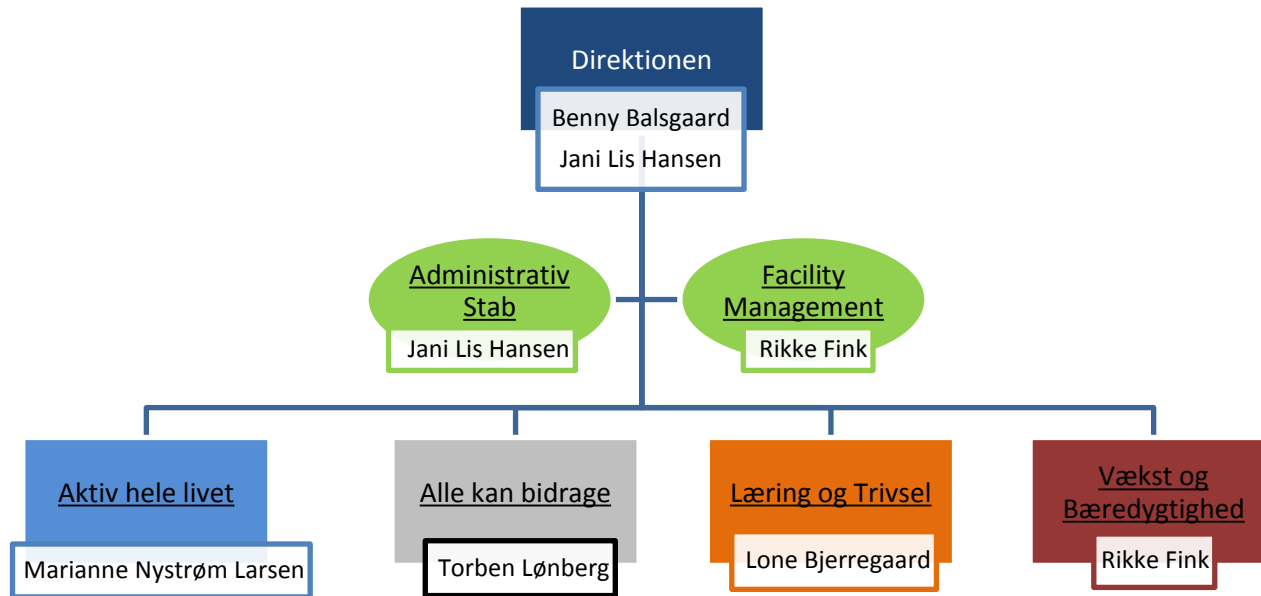 Direktionen
Benny Balsgaard
Jani Lis Hansen
Administrativ
Stab
Jani Lis Hansen
Facility
Management
Rikke Fink
Aktiv hele livet
Marianne Nystrøm Larsen
Alle kan bidrage
Torben Lønberg
Læring og Trivsel
Lone Bjerregaard
Vækst og
Bæredygtighed
Rikke Fink